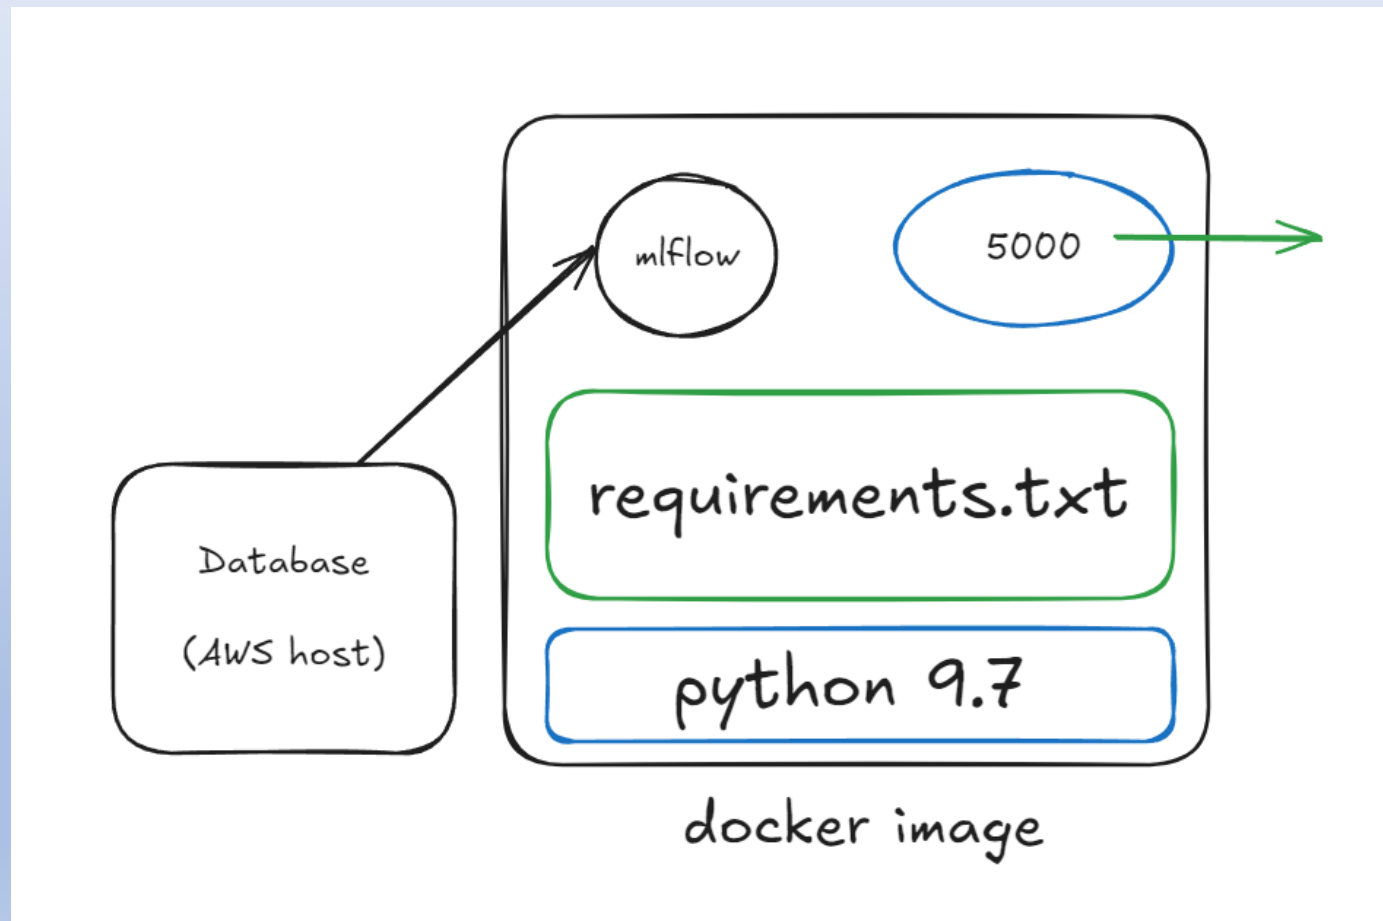 mlflow
5000
requirements.txt
Database
(AWS host)
python 9.7
docker image